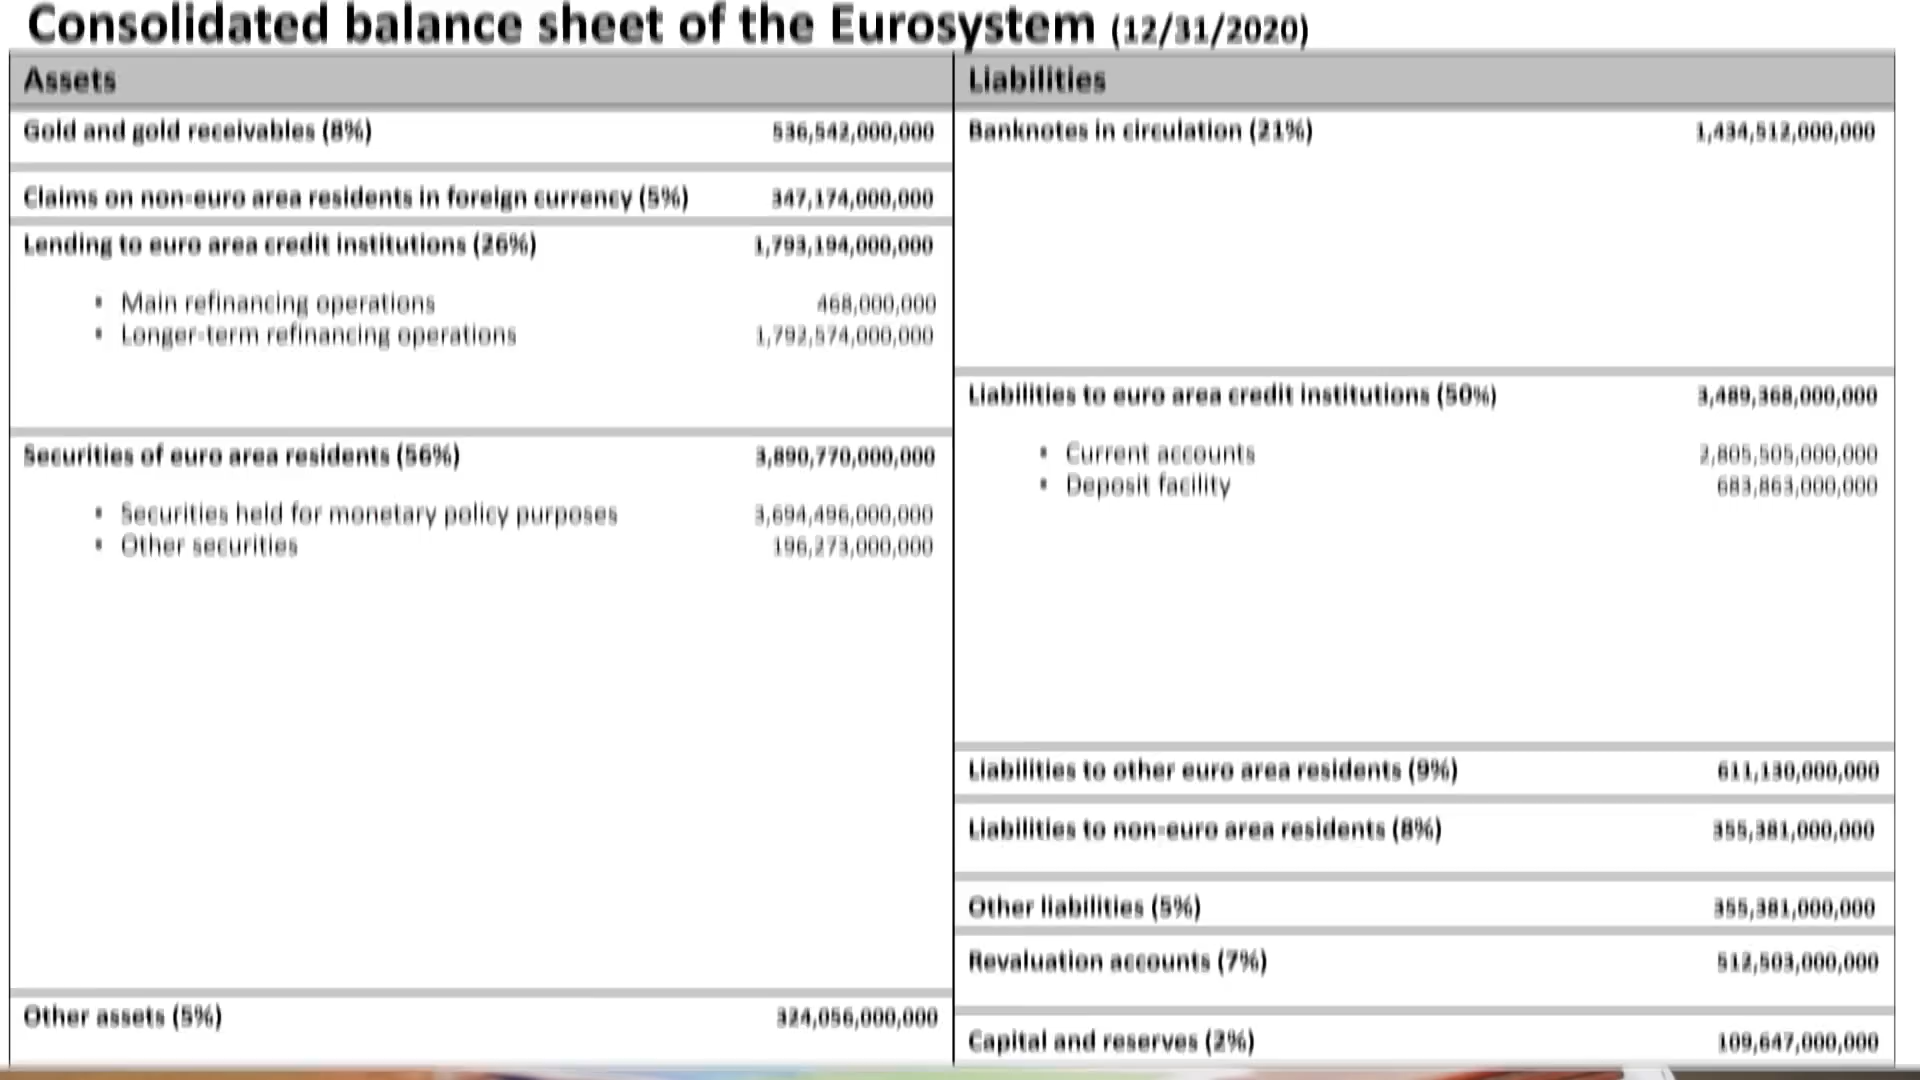 Consolidated balance sheet of the Eurosystem (12/31/2020)
Assets
Gold and gold receivables (8%) 536,542,000,000
Claims on non-euro area residents in foreign currency (5%) 347,174,000,000
Lending to euro area credit institutions (26%) 1,793,194,000,000
▪ Main refinancing operations 468,000,000
▪ Longer-term refinancing operations 1,792,574,000,000
Securities of euro area residents (56%) 3,890,770,000,000
▪ Securities held for monetary policy purposes 3,694,496,000,000
▪ Other securities 196,273,000,000
Other assets (5%) 324,056,000,000
Liabilities
Banknotes in circulation (21%) 1,434,512,000,000
Liabilities to euro area credit institutions (50%) 3,489,368,000,000
▪ Current accounts 2,805,505,000,000
▪ Deposit facility 683,863,000,000
Liabilities to other euro area residents (9%) 611,130,000,000
Liabilities to non-euro area residents (8%) 355,381,000,000
Other liabilities (5%) 355,381,000,000
Revaluation accounts (7%) 512,503,000,000
Capital and reserves (2%) 109,647,000,000